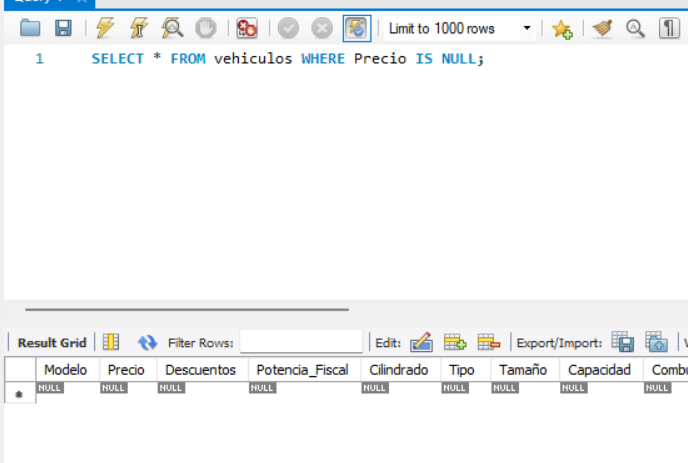 Limit to 1000 rows
1 SELECT * FROM vehiculos WHERE Precio IS NULL;
Result Grid Filter Rows: Edit: Export/Import:
Modelo Precio Descuentos Potencia_Fiscal Cilindrado Tipo Tamaño Capacidad
NULL NULL NULL NULL NULL NULL NULL NULL NULL